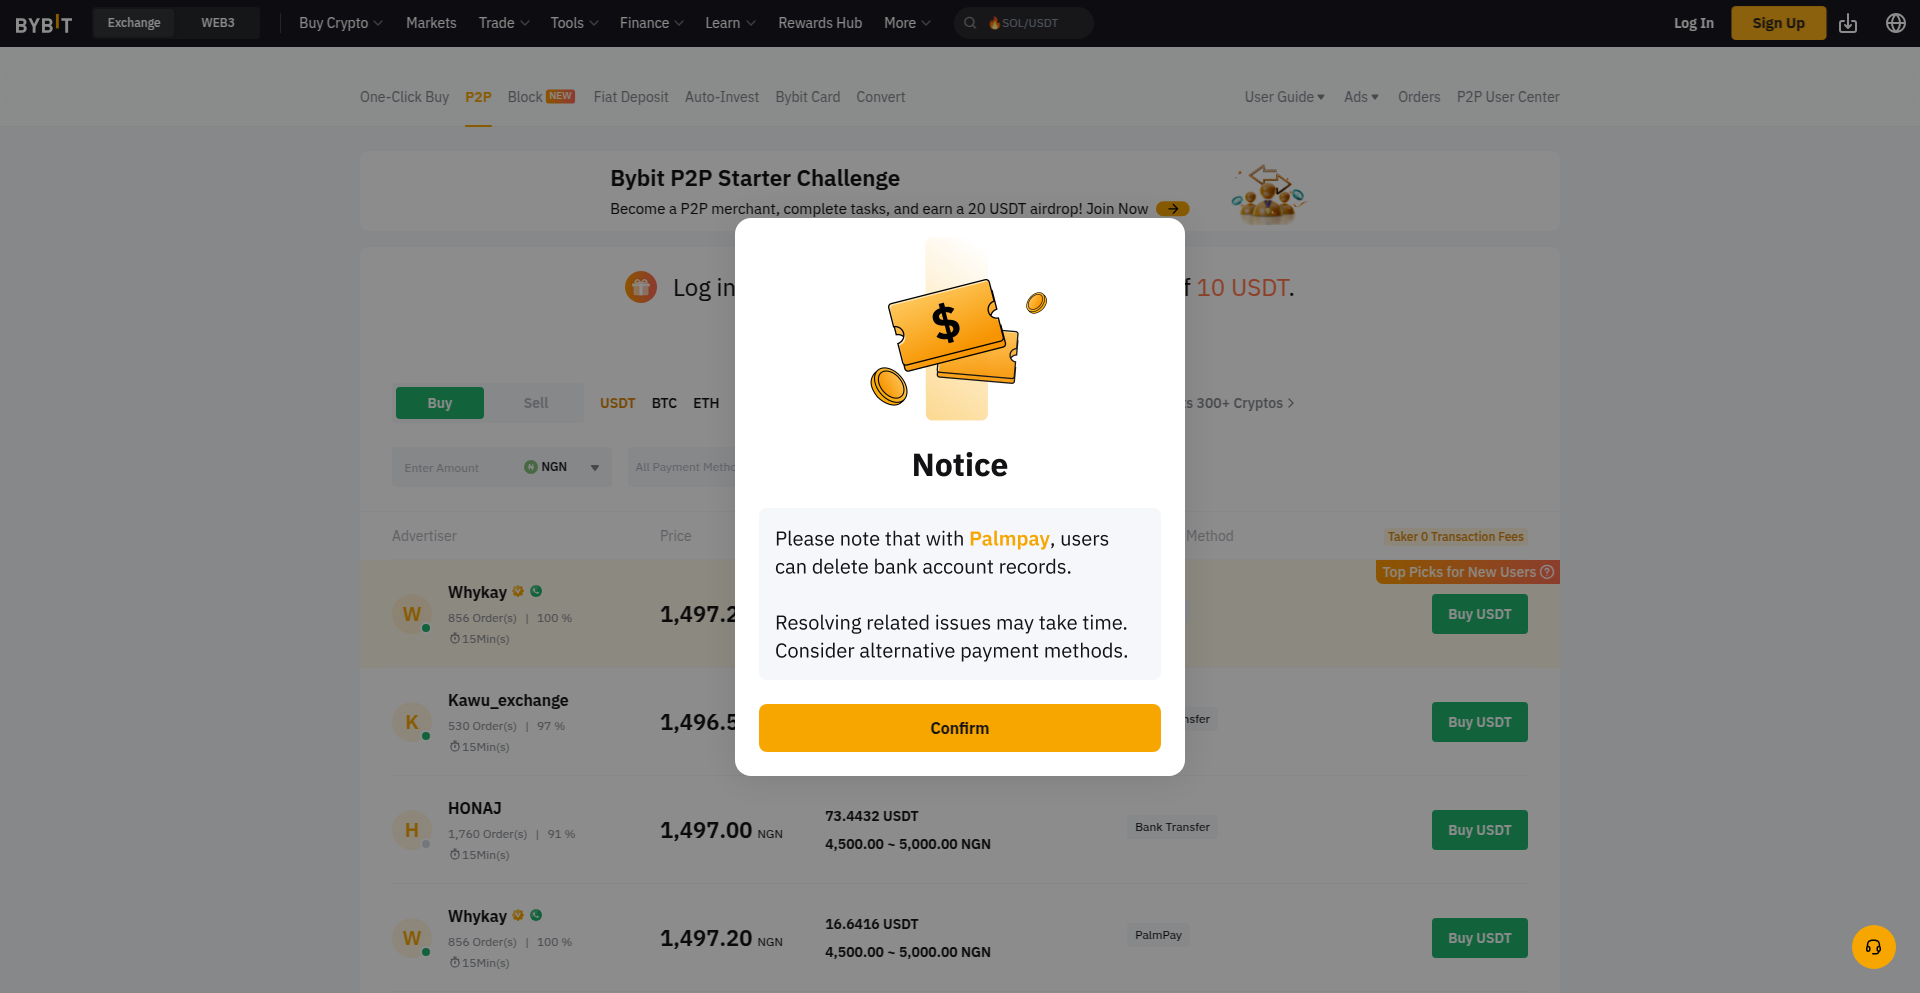 BYBIT Exchange WEB3 Buy Crypto Markets Trade Tools Finance Learn Rewards Hub More 🔥SOL/USDT Log In Sign Up
One-Click Buy P2P Block NEW Fiat Deposit Auto-Invest Bybit Card Convert User Guide Ads Orders P2P User Center
Bybit P2P Starter Challenge
Become a P2P merchant, complete tasks, and earn a 20 USDT airdrop! Join Now
Log in f 10 USDT.
$
Buy Sell USDT BTC ETH s 300+ Cryptos
Enter Amount NGN All Payment Metho
Notice
Please note that with Palmpay, users
can delete bank account records.
Resolving related issues may take time.
Consider alternative payment methods.
Confirm
Advertiser Price Method Taker 0 Transaction Fees
Top Picks for New Users
W Whykay 1,497.2 Buy USDT
856 Order(s) | 100 %
15Min(s)
K Kawu_exchange 1,496.5 nsfer Buy USDT
530 Order(s) | 97 %
15Min(s)
H HONAJ 1,497.00 NGN 73.4432 USDT Bank Transfer Buy USDT
1,760 Order(s) | 91 % 4,500.00 ~ 5,000.00 NGN
15Min(s)
W Whykay 1,497.20 NGN 16.6416 USDT PalmPay Buy USDT
856 Order(s) | 100 % 4,500.00 ~ 5,000.00 NGN
15Min(s)